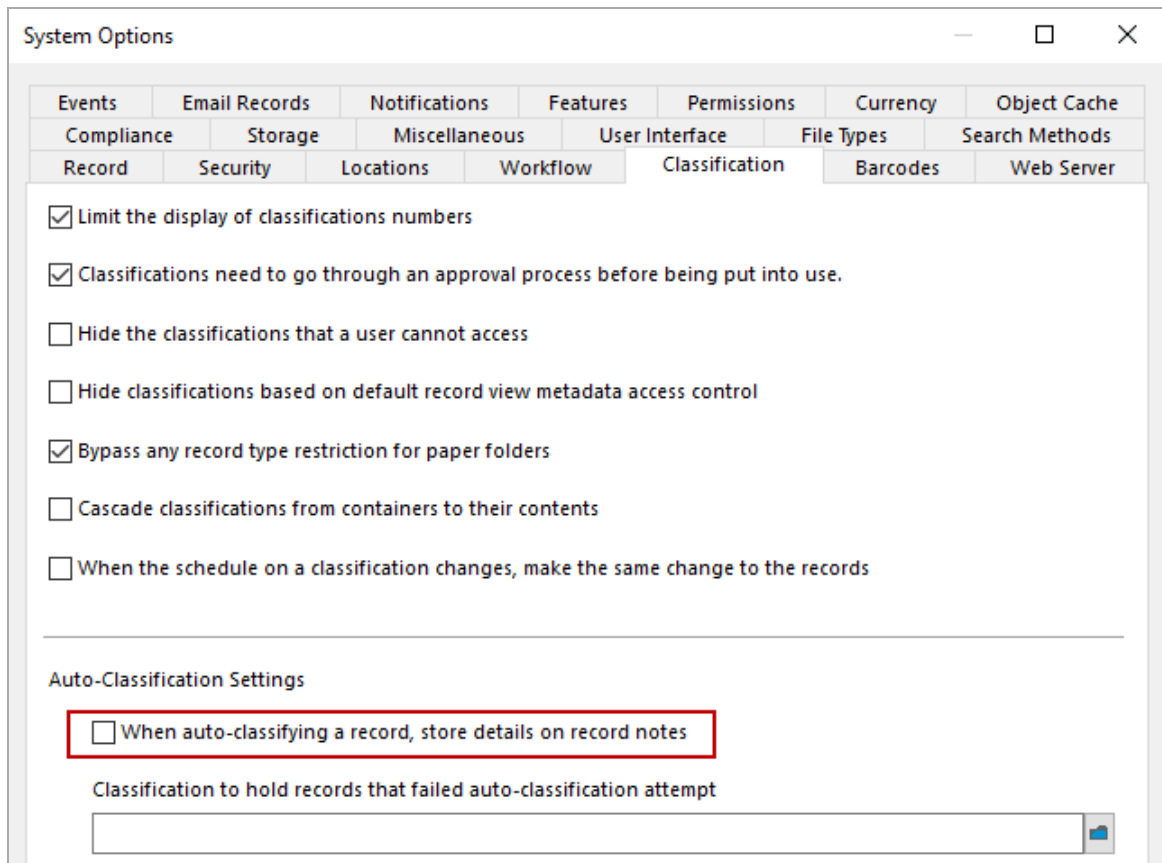 System Options
Events Email Records Notifications Features Permissions Currency Object Cache
Compliance Storage Miscellaneous User Interface File Types Search Methods
Record Security Locations Workflow Classification Barcodes Web Server
Limit the display of classifications numbers
Classifications need to go through an approval process before being put into use.
Hide the classifications that a user cannot access
Hide classifications based on default record view metadata access control
Bypass any record type restriction for paper folders
Cascade classifications from containers to their contents
When the schedule on a classification changes, make the same change to the records
Auto-Classification Settings
When auto-classifying a record, store details on record notes
Classification to hold records that failed auto-classification attempt